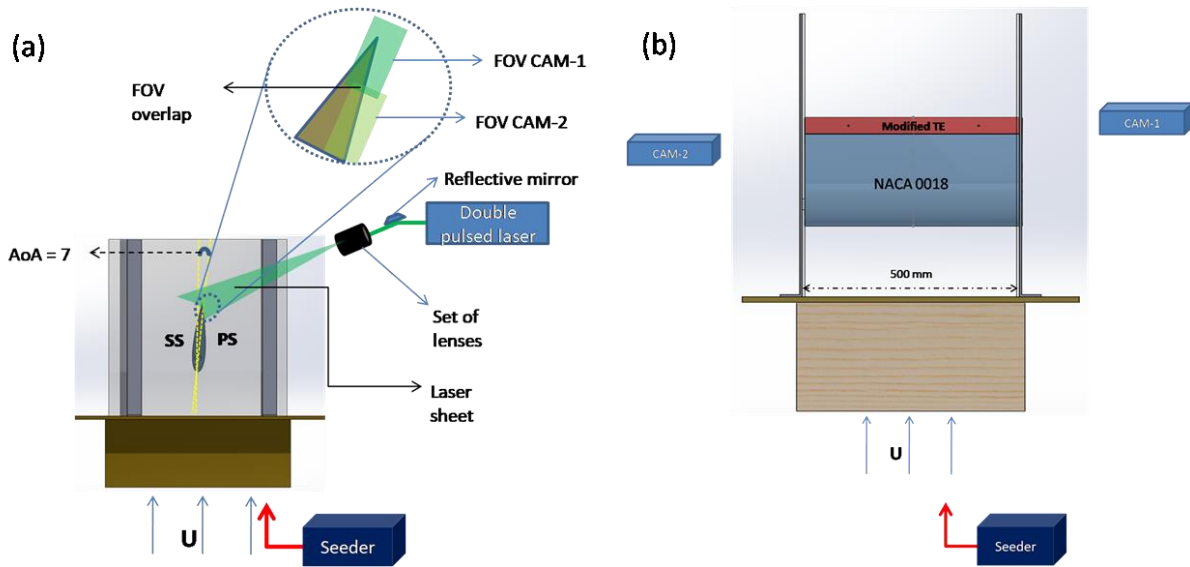 (a)
FOV CAM-1
FOV
overlap
FOV CAM-2
Reflective mirror
Double
pulsed laser
AoA = 7
SS
PS
Set of
lenses
Laser
sheet
U
Seeder
(b)
Modified TE
CAM-1
CAM-2
NACA 0018
500 mm
U
Seeder